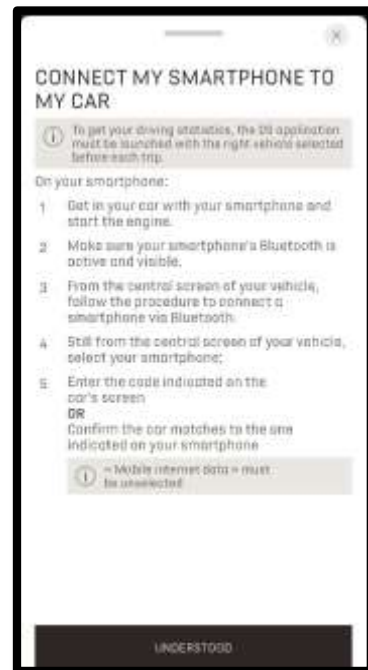 CONNECT MY SMARTPHONE TO
MY CAR
To get your driving statistics, the DS application
must be launched with the right vehicle selected
before each trip.
On your smartphone:
1 Get in your car with your smartphone and
start the engine.
2 Make sure your smartphone's Bluetooth is
active and visible.
3 From the central screen of your vehicle,
follow the procedure to connect a
smartphone via Bluetooth.
4 Still from the central screen of your vehicle,
select your smartphone;
5 Enter the code indicated on the
car's screen
OR
Confirm the car matches to the one
indicated on your smartphone
« Mobile internet data » must
be unselected
UNDERSTOOD